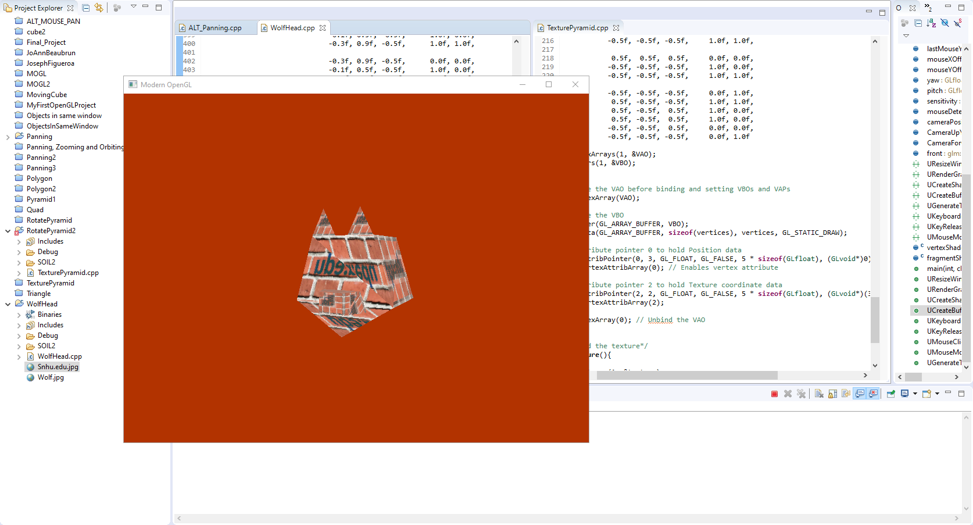 Project Explorer
ALT_MOUSE_PAN
cube2
Final_Project
JoAnnBeaubrun
JosephFigueroa
MOGL
MOGL2
MovingCube
MyFirstOpenGLProject
Objects in same window
ObjectsInSameWindow
Panning
Panning, Zooming and Orbiting
Panning2
Panning3
Polygon
Polygon2
Pyramid1
Quad
RotatePyramid
RotatePyramid2
Includes
Debug
SOIL2
TexturePyramid.cpp
TexturePyramid
Triangle
WolfHead
Binaries
Includes
Debug
SOIL2
WolfHead.cpp
Snhu.edu.jpg
Wolf.jpg
ALT_Panning.cpp
WolfHead.cpp
400 -0.3f, 0.9f, -0.5f, 1.0f, 1.0f,
401
402 -0.3f, 0.9f, -0.5f, 0.0f, 0.0f,
403 -0.1f, 0.5f, -0.5f, 1.0f, 0.0f,
Modern OpenGL
TexturePyramid.cpp
216 -0.5f, -0.5f, -0.5f, 1.0f, 0.0f,
217
218 0.5f, 0.5f, 0.5f, 0.0f, 0.0f,
219 -0.5f, -0.5f, -0.5f, 1.0f, 0.0f,
-0.5f, -0.5f, 0.5f, 1.0f, 1.0f,
-0.5f, -0.5f, -0.5f, 0.0f, 1.0f,
0.5f, -0.5f, -0.5f, 1.0f, 1.0f,
0.5f, -0.5f, 0.5f, 1.0f, 0.0f,
0.5f, -0.5f, 0.5f, 1.0f, 0.0f,
-0.5f, -0.5f, 0.5f, 0.0f, 0.0f,
-0.5f, -0.5f, -0.5f, 0.0f, 1.0f
exArrays(1, &VAO);
rs(1, &VBO);
e the VAO before binding and setting VBOs and VAPs
exArray(VAO);
e the VBO
er(GL_ARRAY_BUFFER, VBO);
ta(GL_ARRAY_BUFFER, sizeof(vertices), vertices, GL_STATIC_DRAW);
tribute pointer 0 to hold Position data
tribPointer(0, 3, GL_FLOAT, GL_FALSE, 5 * sizeof(GLfloat), (GLvoid*)0)
ertexAttribArray(0); // Enables vertex attribute
tribute pointer 2 to hold Texture coordinate data
tribPointer(2, 2, GL_FLOAT, GL_FALSE, 5 * sizeof(GLfloat), (GLvoid*)(3
ertexAttribArray(2);
exArray(0); // Unbind the VAO
d the texture*/
ture(){
lastMouseY
mouseXOff
mouseYOff
yaw : GLflo
pitch : GLflo
sensitivity
mouseDete
cameraPos
CameraUpY
CameraFor
front : glm:
UResizeWin
URenderGra
UCreateSha
UCreateBuf
UGenerateT
UKeyboard
UKeyReleas
UMouseMo
vertexShad
fragmentSh
main(int, c
UResizeWin
URenderGra
UCreateSha
UCreateBuf
UKeyboard
UKeyReleas
UMouseCli
UMouseMo
UGenerateT